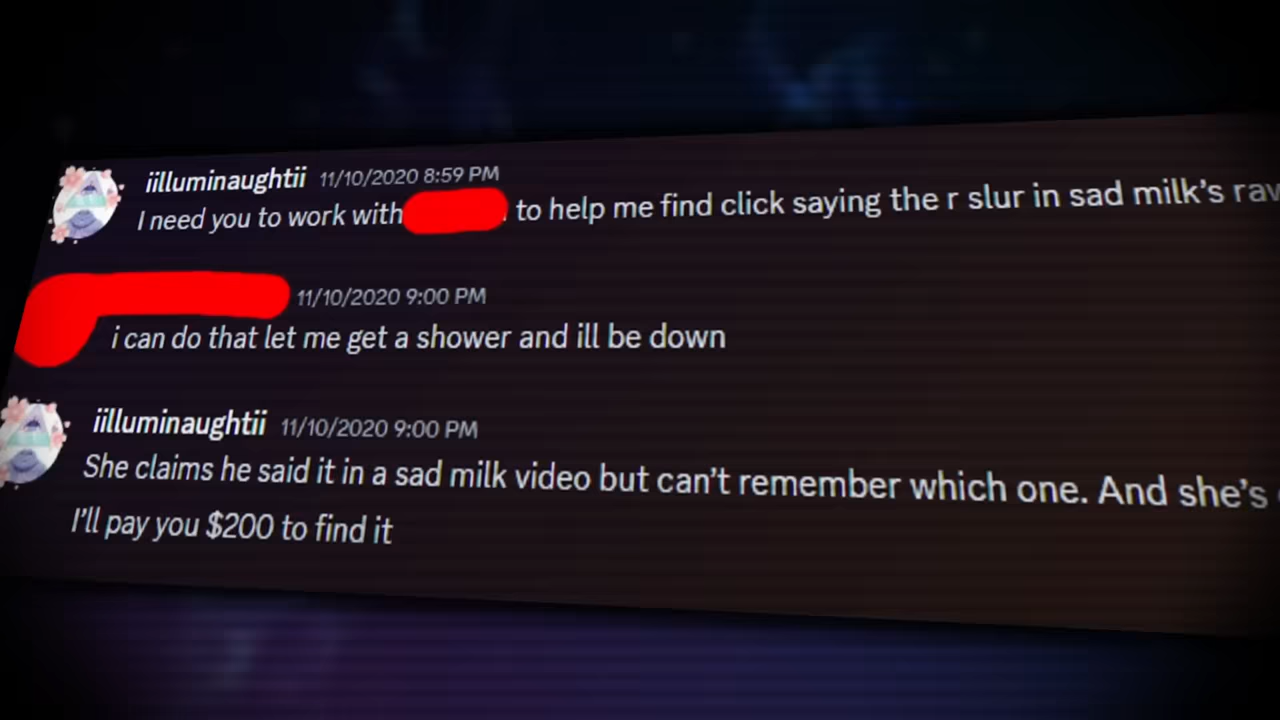 iilluminaughtii 11/10/2020 8:59 PM
I need you to work with to help me find click saying the r slur in sad milk's
11/10/2020 9:00 PM
i can do that let me get a shower and ill be down
iilluminaughtii 11/10/2020 9:00 PM
She claims he said it in a sad milk video but can't remember which one. And she's
I'll pay you $200 to find it